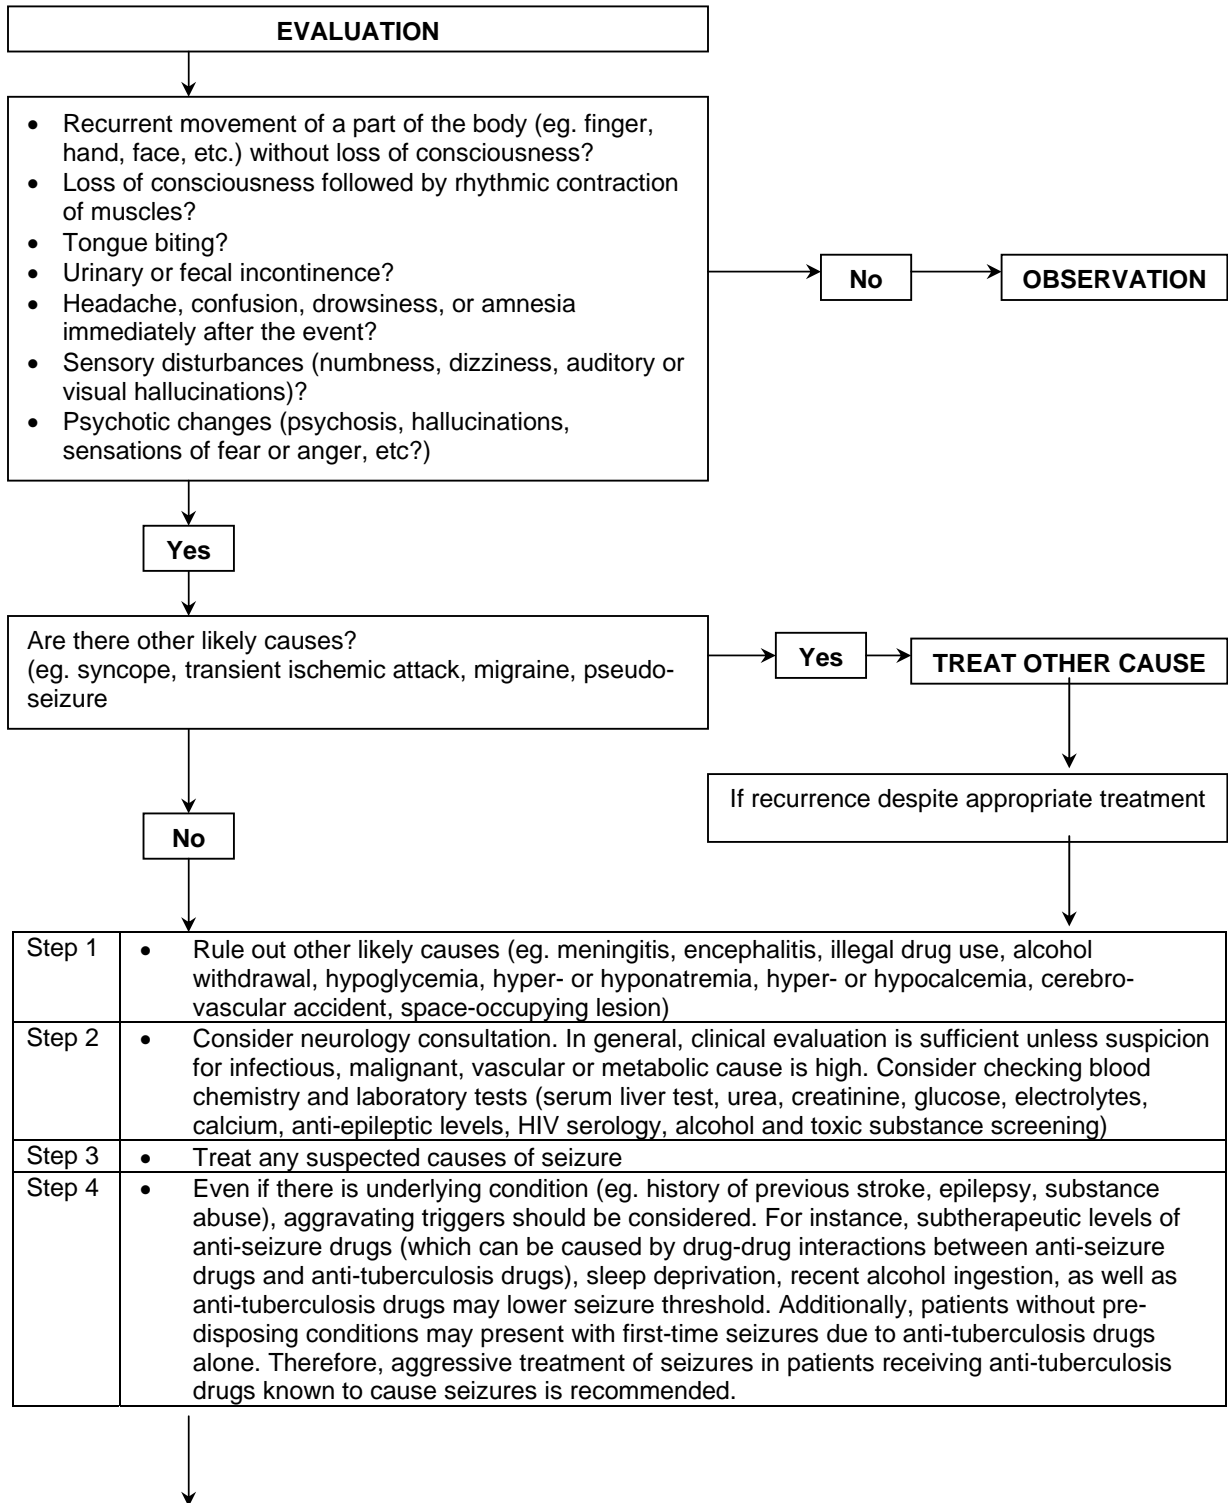 EVALUATION
• Recurrent movement of a part of the body (eg. finger,
hand, face, etc.) without loss of consciousness?
• Loss of consciousness followed by rhythmic contraction
of muscles?
• Tongue biting?
• Urinary or fecal incontinence?
• Headache, confusion, drowsiness, or amnesia
immediately after the event?
• Sensory disturbances (numbness, dizziness, auditory or
visual hallucinations)?
• Psychotic changes (psychosis, hallucinations,
sensations of fear or anger, etc?)
No
OBSERVATION
Yes
Are there other likely causes?
(eg. syncope, transient ischemic attack, migraine, pseudo-
seizure
Yes
TREAT OTHER CAUSE
If recurrence despite appropriate treatment
No
Step 1 • Rule out other likely causes (eg. meningitis, encephalitis, illegal drug use, alcohol
withdrawal, hypoglycemia, hyper- or hyponatremia, hyper- or hypocalcemia, cerebro-
vascular accident, space-occupying lesion)
Step 2 • Consider neurology consultation. In general, clinical evaluation is sufficient unless suspicion
for infectious, malignant, vascular or metabolic cause is high. Consider checking blood
chemistry and laboratory tests (serum liver test, urea, creatinine, glucose, electrolytes,
calcium, anti-epileptic levels, HIV serology, alcohol and toxic substance screening)
Step 3 • Treat any suspected causes of seizure
Step 4 • Even if there is underlying condition (eg. history of previous stroke, epilepsy, substance
abuse), aggravating triggers should be considered. For instance, subtherapeutic levels of
anti-seizure drugs (which can be caused by drug-drug interactions between anti-seizure
drugs and anti-tuberculosis drugs), sleep deprivation, recent alcohol ingestion, as well as
anti-tuberculosis drugs may lower seizure threshold. Additionally, patients without pre-
disposing conditions may present with first-time seizures due to anti-tuberculosis drugs
alone. Therefore, aggressive treatment of seizures in patients receiving anti-tuberculosis
drugs known to cause seizures is recommended.